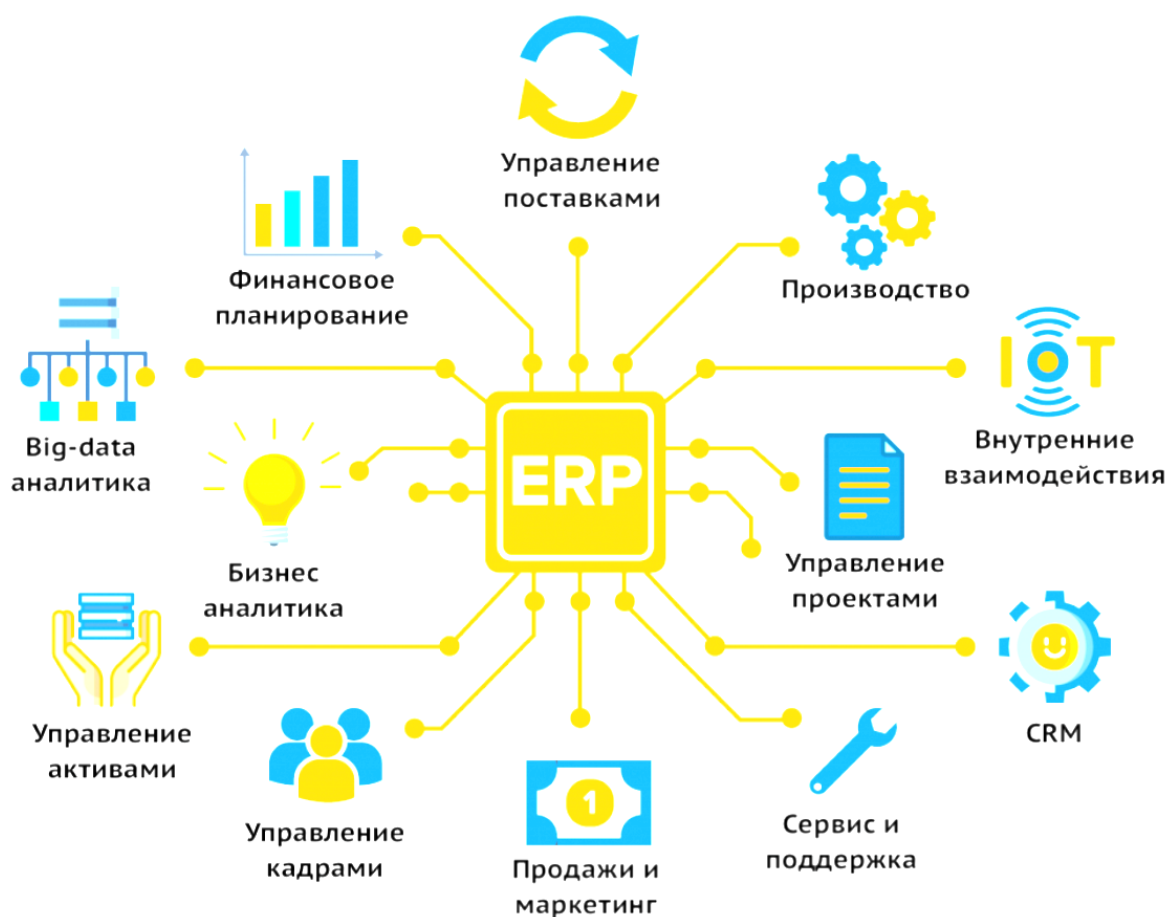 Управление
поставками
Финансовое
планирование
Производство
IoT
Big-data
аналитика
Внутренние
взаимодействия
ERP
Бизнес
аналитика
Управление
проектами
Управление
активами
CRM
Управление
кадрами
1
Продажи и
маркетинг
Сервис и
поддержка